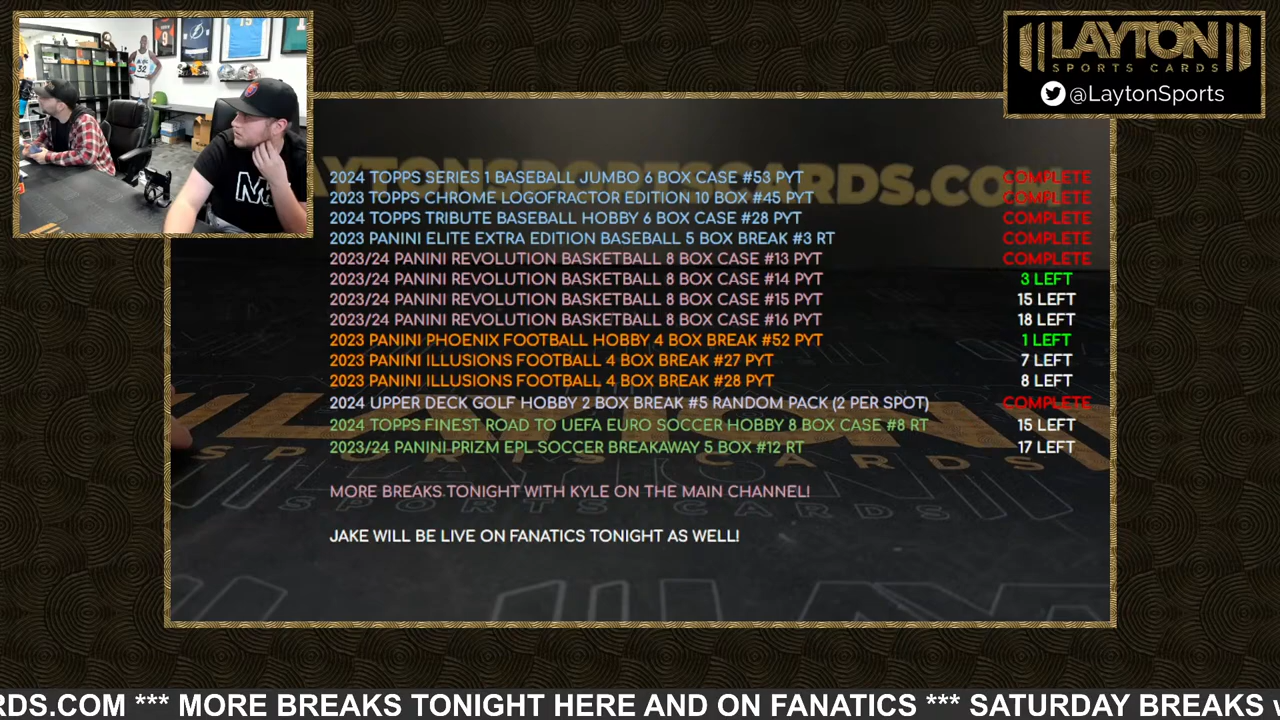 LAYTON
SPORTS CARDS
@LaytonSports
LAYTONSPORTSCARDS.CO
2024 TOPPS SERIES 1 BASEBALL JUMBO 6 BOX CASE #53 PYT COMPLETE
2023 TOPPS CHROME LOGOFRACTOR EDITION 10 BOX #45 PYT COMPLETE
2024 TOPPS TRIBUTE BASEBALL HOBBY 6 BOX CASE #28 PYT COMPLETE
2023 PANINI ELITE EXTRA EDITION BASEBALL 5 BOX BREAK #3 RT COMPLETE
2023/24 PANINI REVOLUTION BASKETBALL 8 BOX CASE #13 PYT COMPLETE
2023/24 PANINI REVOLUTION BASKETBALL 8 BOX CASE #14 PYT 3 LEFT
2023/24 PANINI REVOLUTION BASKETBALL 8 BOX CASE #15 PYT 15 LEFT
2023/24 PANINI REVOLUTION BASKETBALL 8 BOX CASE #16 PYT 18 LEFT
2023 PANINI PHOENIX FOOTBALL HOBBY 4 BOX BREAK #52 PYT 1 LEFT
2023 PANINI ILLUSIONS FOOTBALL 4 BOX BREAK #27 PYT 7 LEFT
2023 PANINI ILLUSIONS FOOTBALL 4 BOX BREAK #28 PYT 8 LEFT
2024 UPPER DECK GOLF HOBBY 2 BOX BREAK #5 RANDOM PACK (2 PER SPOT) COMPLETE
2024 TOPPS FINEST ROAD TO UEFA EURO SOCCER HOBBY 8 BOX CASE #8 RT 15 LEFT
2023/24 PANINI PRIZM EPL SOCCER BREAKAWAY 5 BOX #12 RT 17 LEFT
MORE BREAKS TONIGHT WITH KYLE ON THE MAIN CHANNEL!
JAKE WILL BE LIVE ON FANATICS TONIGHT AS WELL!
RDS.COM *** MORE BREAKS TONIGHT HERE AND ON FANATICS *** SATURDAY BREAKS